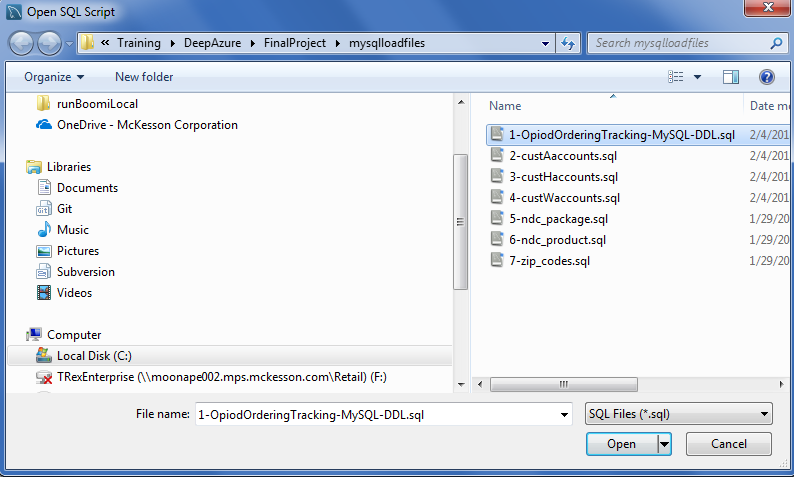 Open SQL Script
« Training DeepAzure FinalProject mysqlloadfiles
Search mysqlloadfiles
Organize New folder
runBoomiLocal
OneDrive - McKesson Corporation
Libraries
Documents
Git
Music
Pictures
Subversion
Videos
Computer
Local Disk (C:)
TRexEnterprise (\\moonape002.mps.mckesson.com\Retail) (F:)
Name Date mo
1-OpiodOrderingTracking-MySQL-DDL.sql 2/4/201
2-custAaccounts.sql 2/4/201
3-custHaccounts.sql 2/4/201
4-custWaccounts.sql 2/4/201
5-ndc_package.sql 1/29/20
6-ndc_product.sql 1/29/20
7-zip_codes.sql 1/29/20
File name: 1-OpiodOrderingTracking-MySQL-DDL.sql SQL Files (*.sql)
Open Cancel